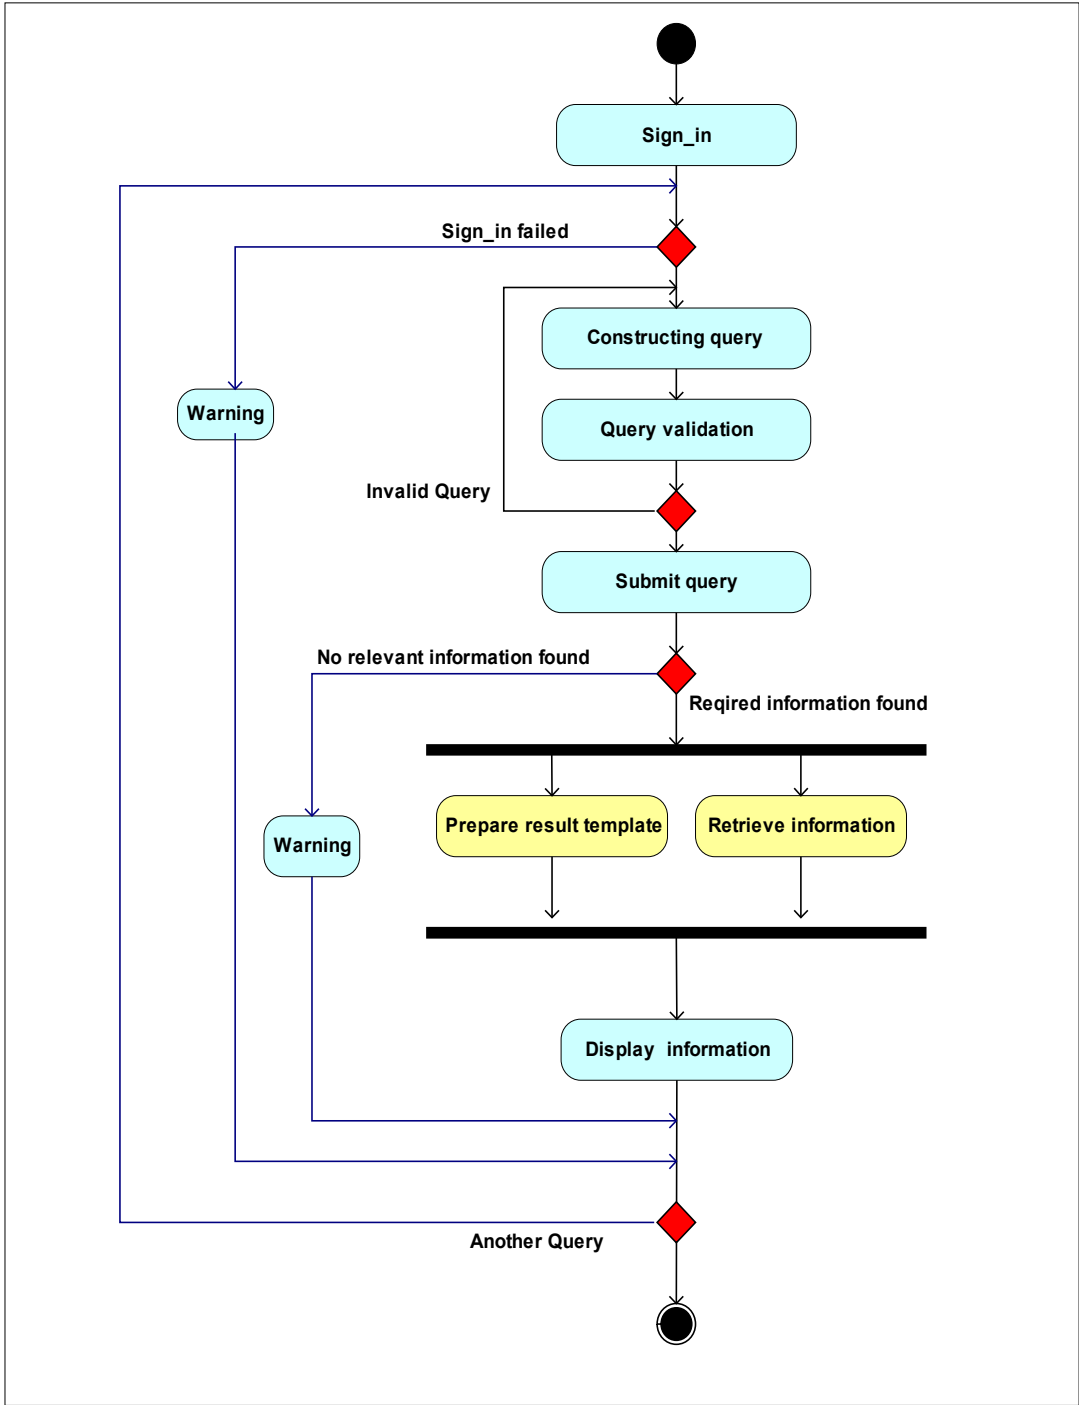 Sign_in
Sign_in failed
Constructing query
Warning
Query validation
Invalid Query
Submit query
No relevant information found
Reqired information found
Prepare result template
Retrieve information
Warning
Display information
Another Query